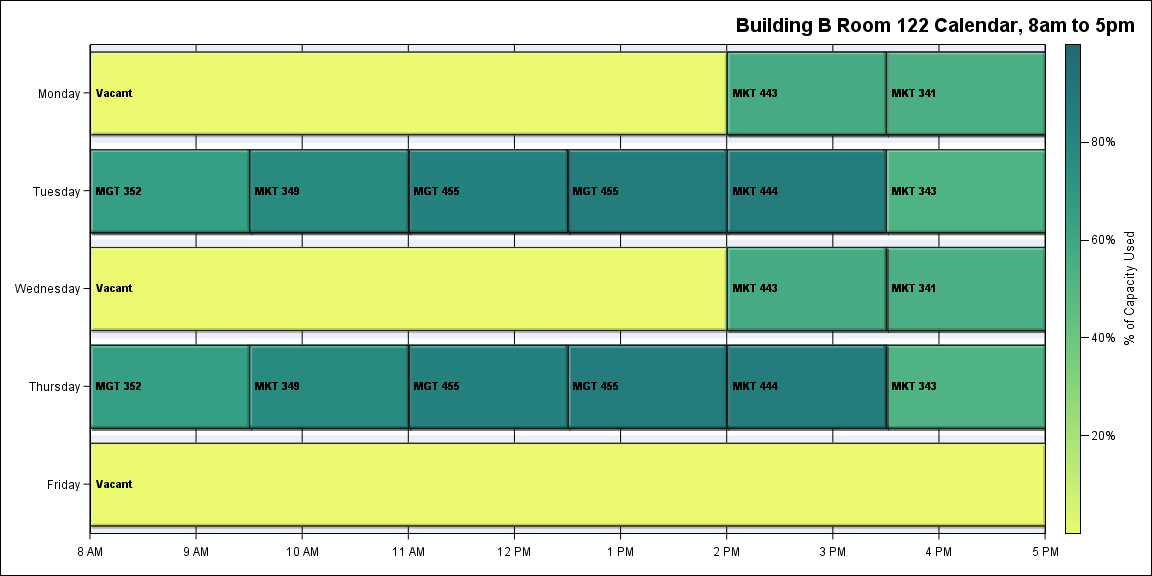 Building B Room 122 Calendar, 8am to 5pm
Monday
Vacant
MKT 443
MKT 341
80%
Tuesday
MGT 352
MKT 349
MGT 455
MGT 455
MKT 444
MKT 343
60%
% of Capacity Used
Wednesday
Vacant
MKT 443
MKT 341
40%
Thursday
MGT 352
MKT 349
MGT 455
MGT 455
MKT 444
MKT 343
20%
Friday
Vacant
8 AM
9 AM
10 AM
11 AM
12 PM
1 PM
2 PM
3 PM
4 PM
5 PM